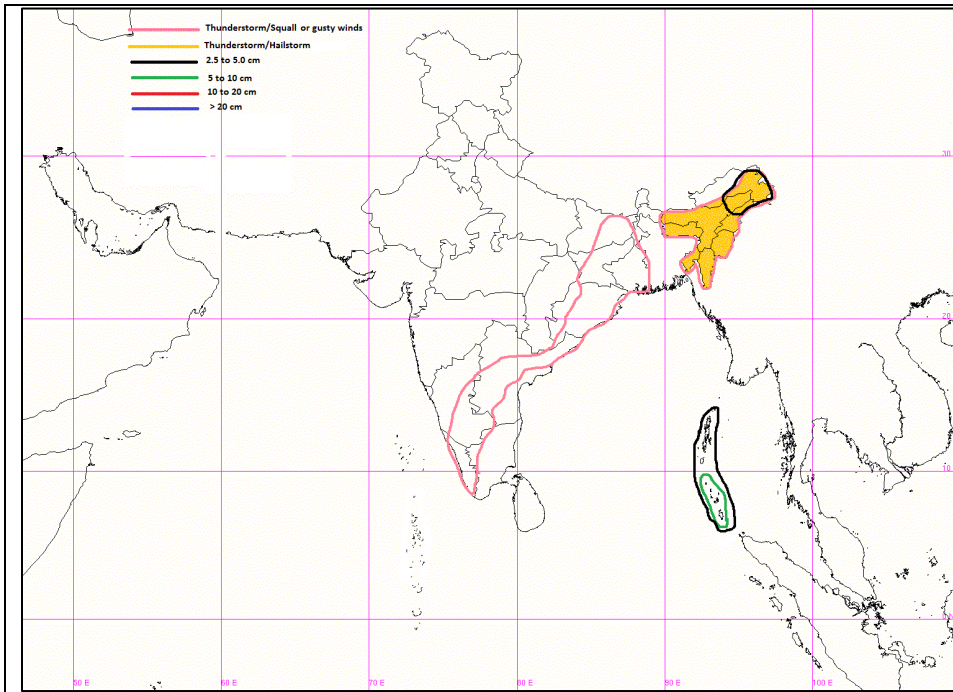 Thunderstorm/Squall or gusty winds
Thunderstorm/Hailstorm
2.5 to 5.0 cm
5 to 10 cm
10 to 20 cm
> 20 cm
30
20
10
50 E
60 E
70 E
80 E
90 E
100 E